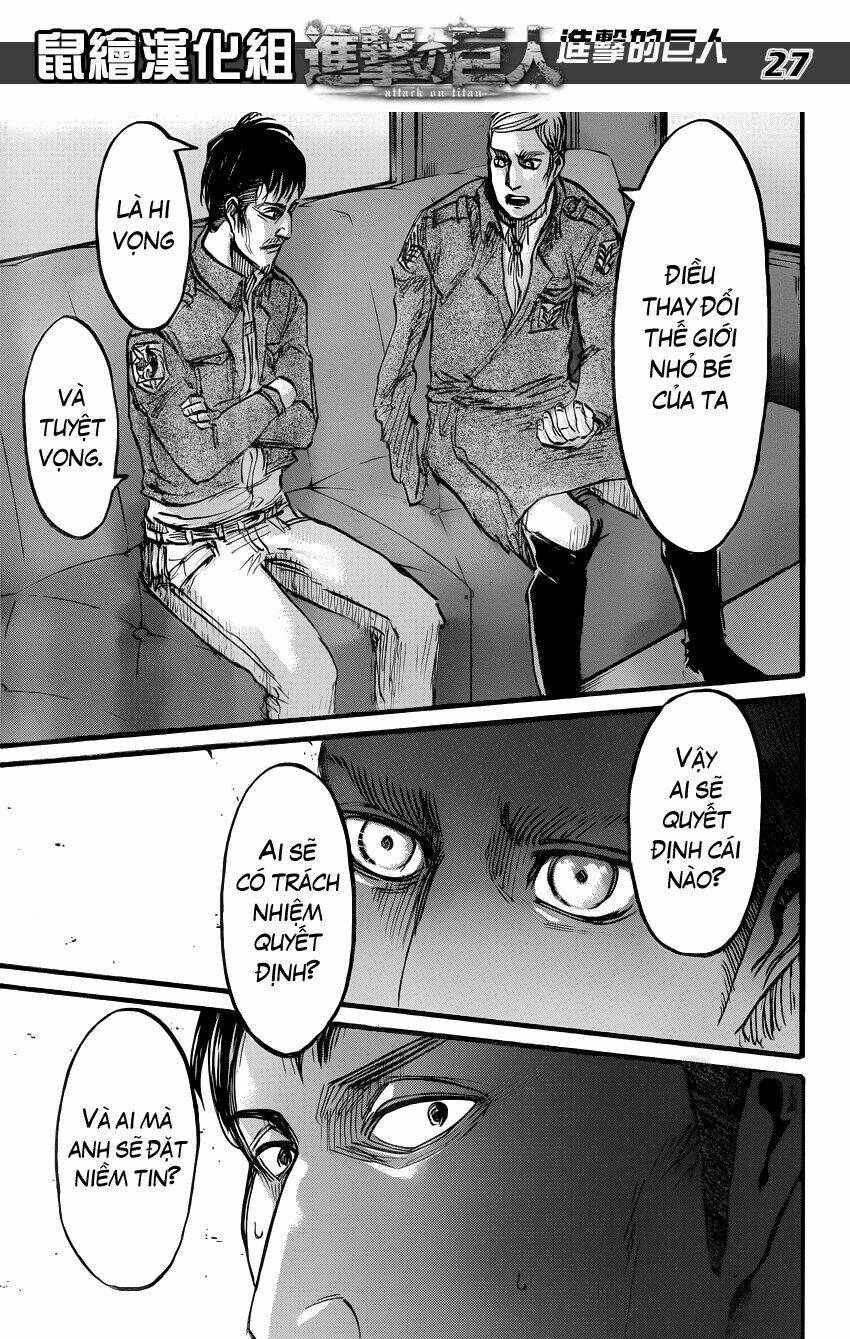 鼠繪漢化組 進撃の巨人 進擊的巨人 27
attack on titan
ĐIỀU
THAY ĐỔI
THẾ GIỚI
NHỎ BÉ
CỦA TA
LÀ HI
VỌNG
VÀ
TUYỆT
VỌNG.
VẬY
AI SẼ
QUYẾT
ĐỊNH CÁI
NÀO?
AI SẼ
CÓ TRÁCH
NHIỆM
QUYẾT
ĐỊNH?
VÀ AI MÀ
ANH SẼ ĐẶT
NIỀM TIN?